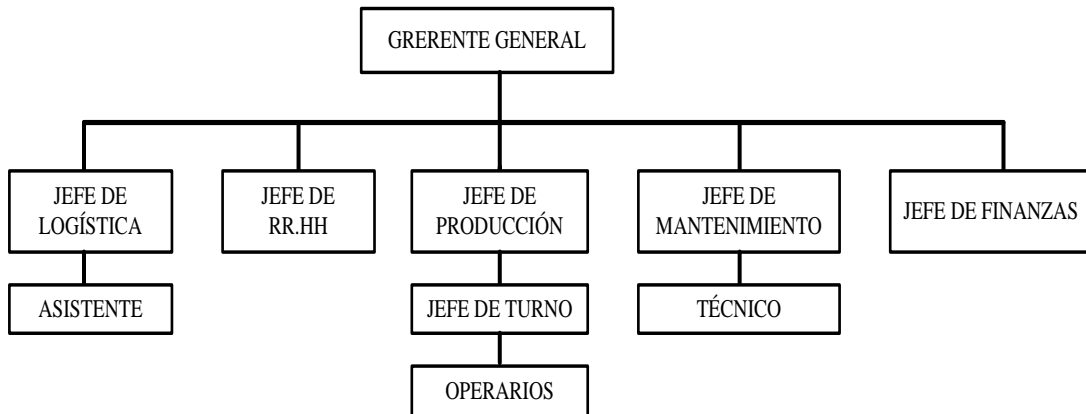 GRERENTE GENERAL
JEFE DE
LOGÍSTICA
JEFE DE
RR.HH
JEFE DE
PRODUCCIÓN
JEFE DE
MANTENIMIENTO
JEFE DE FINANZAS
ASISTENTE
JEFE DE TURNO
TÉCNICO
OPERARIOS